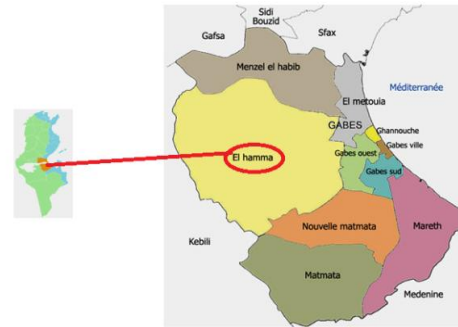 Sidi
Bouzid
Gafsa
Sfax
Menzel el habib
Méditerranée
El metouia
GABES
Ghannouche
Gabes ville
Gabes ouest
El hamma
Gabes sud
Nouvelle matmata
Mareth
Kebili
Matmata
Medenine